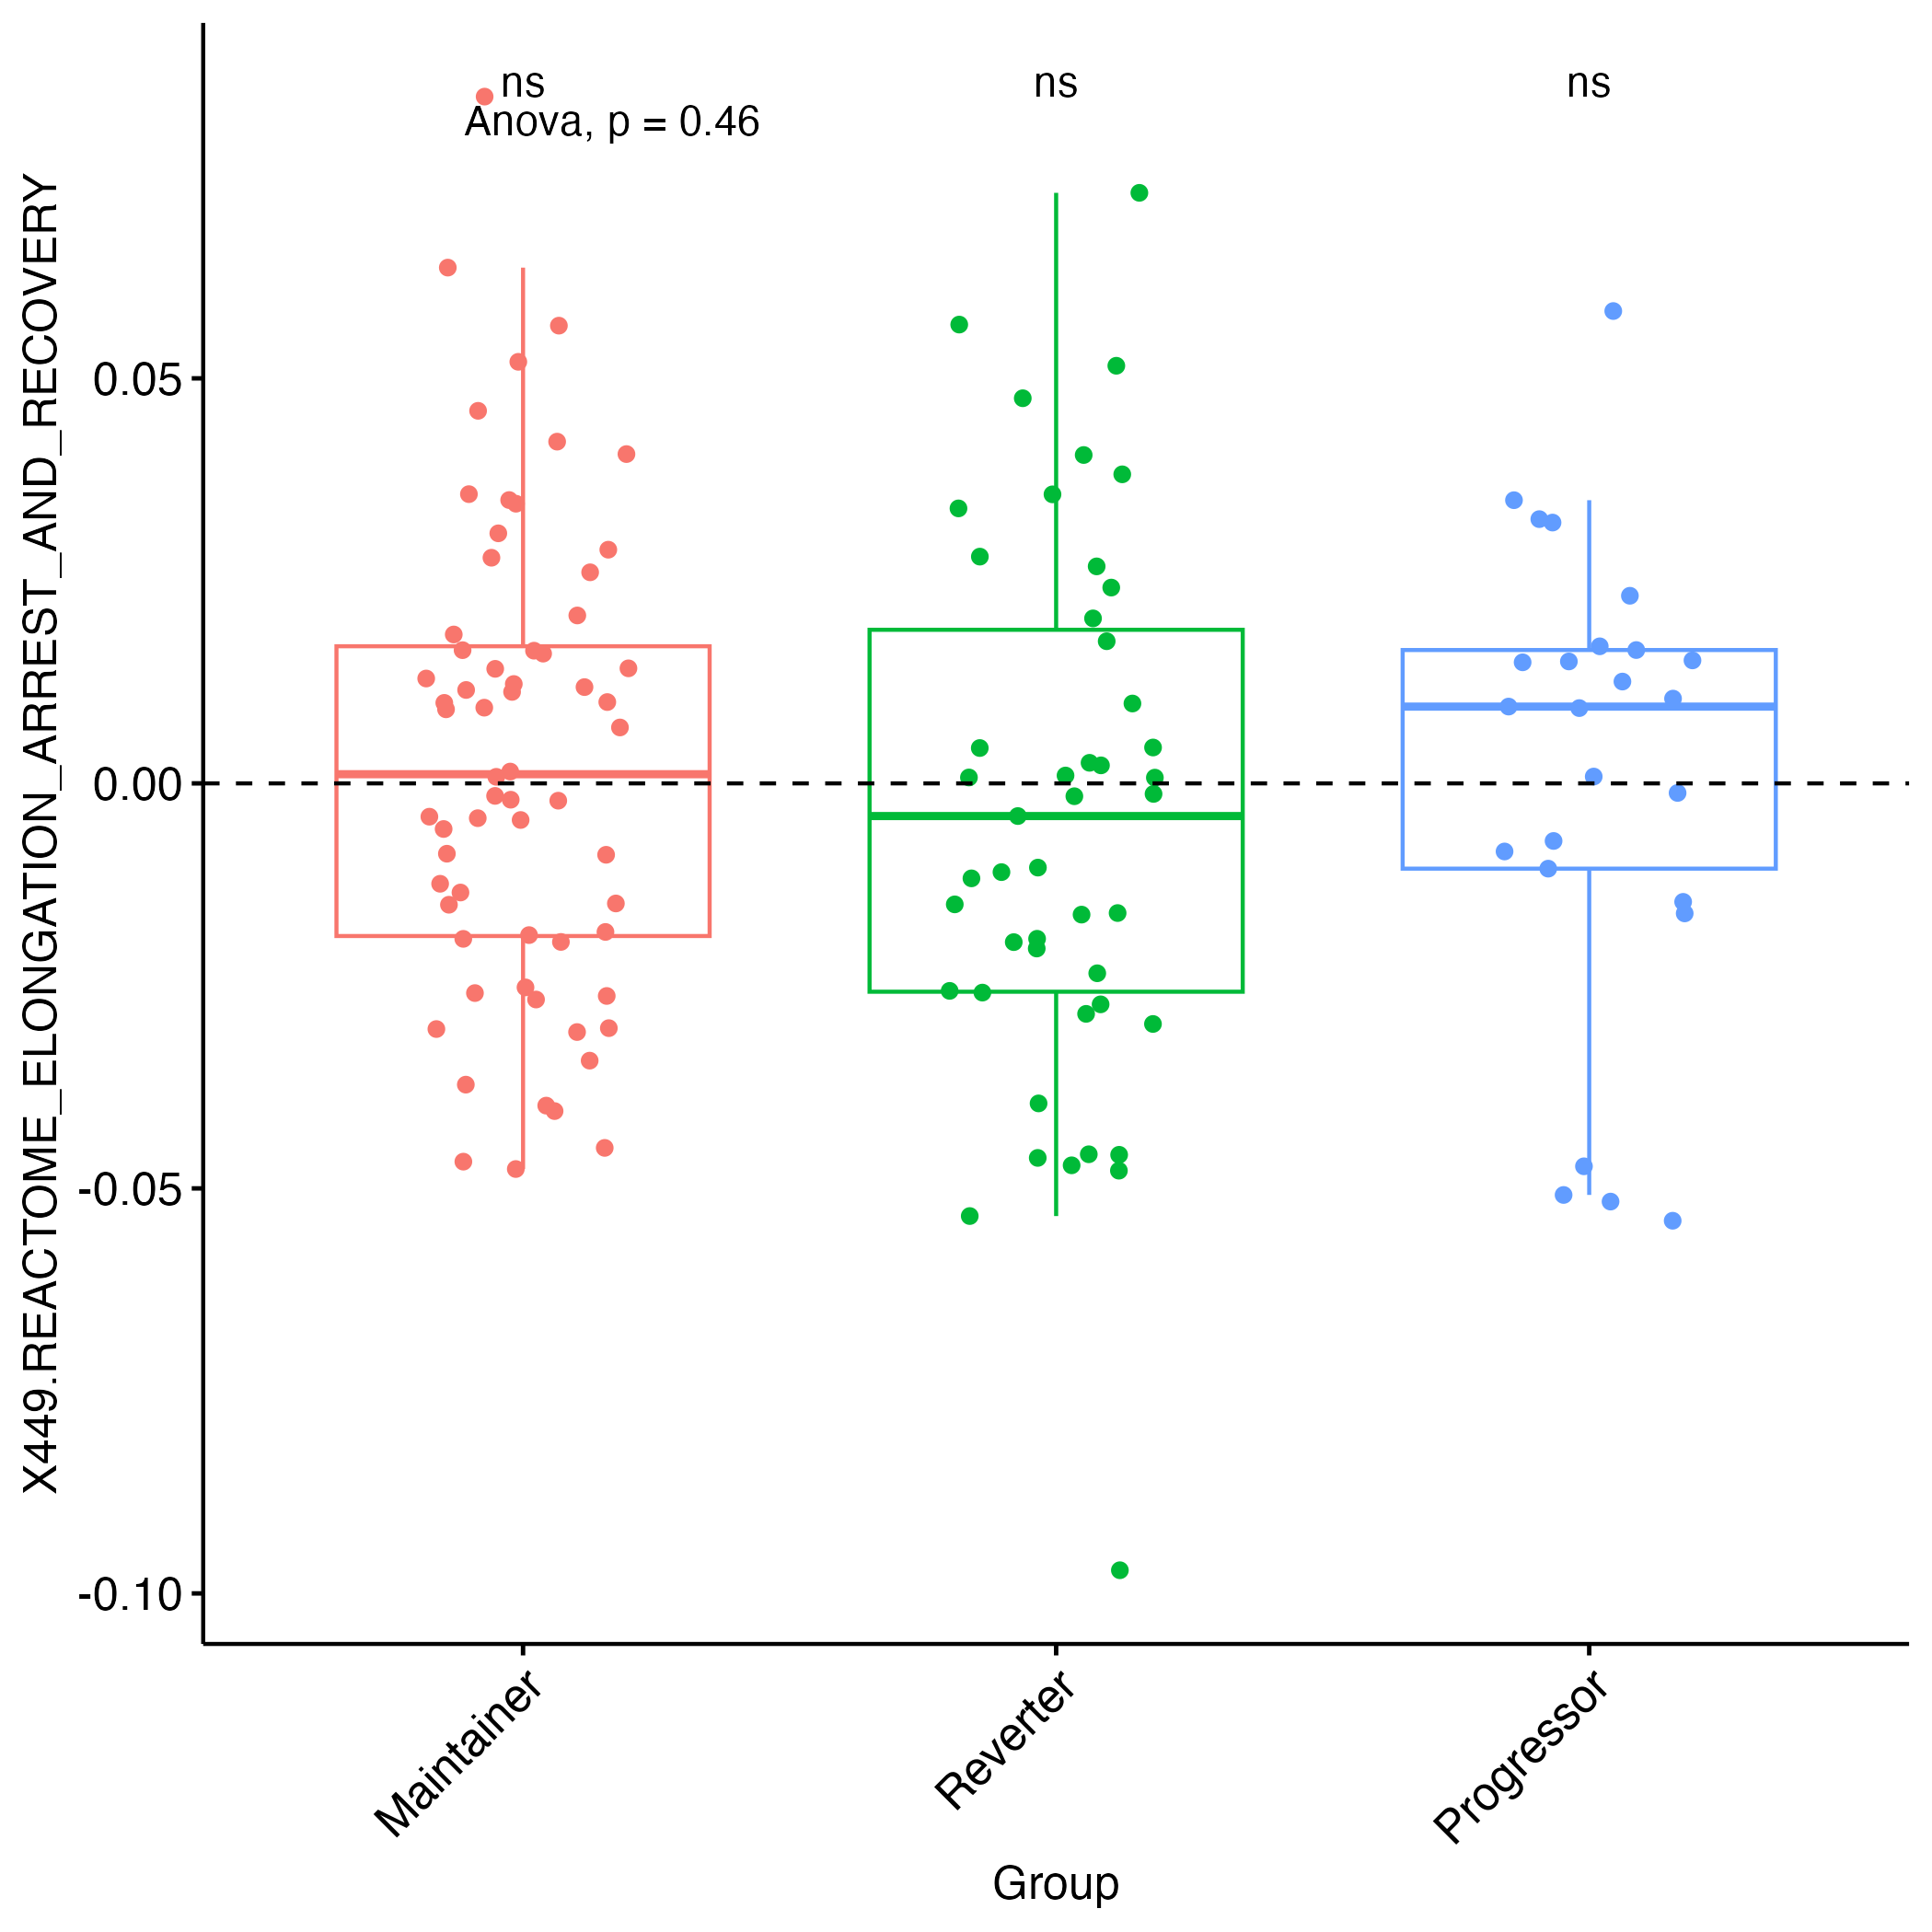 ns
ns
ns
Anova, p = 0.46
X449.REACTOME_ELONGATION_ARREST_AND_RECOVERY
0.05
0.00
-0.05
-0.10
Maintainer
Reverter
Progressor
Group